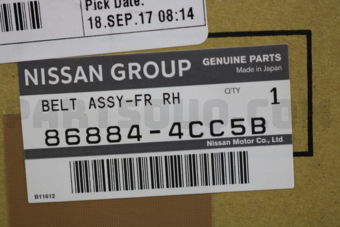 Pick Date:
18.SEP.17 08:14
NISSAN GROUP
GENUINE PARTS
Made in Japan
BELT ASSY-FR RH
Q'TY
1
86884-4CC5B
Nissan Motor Co., Ltd.
B11612